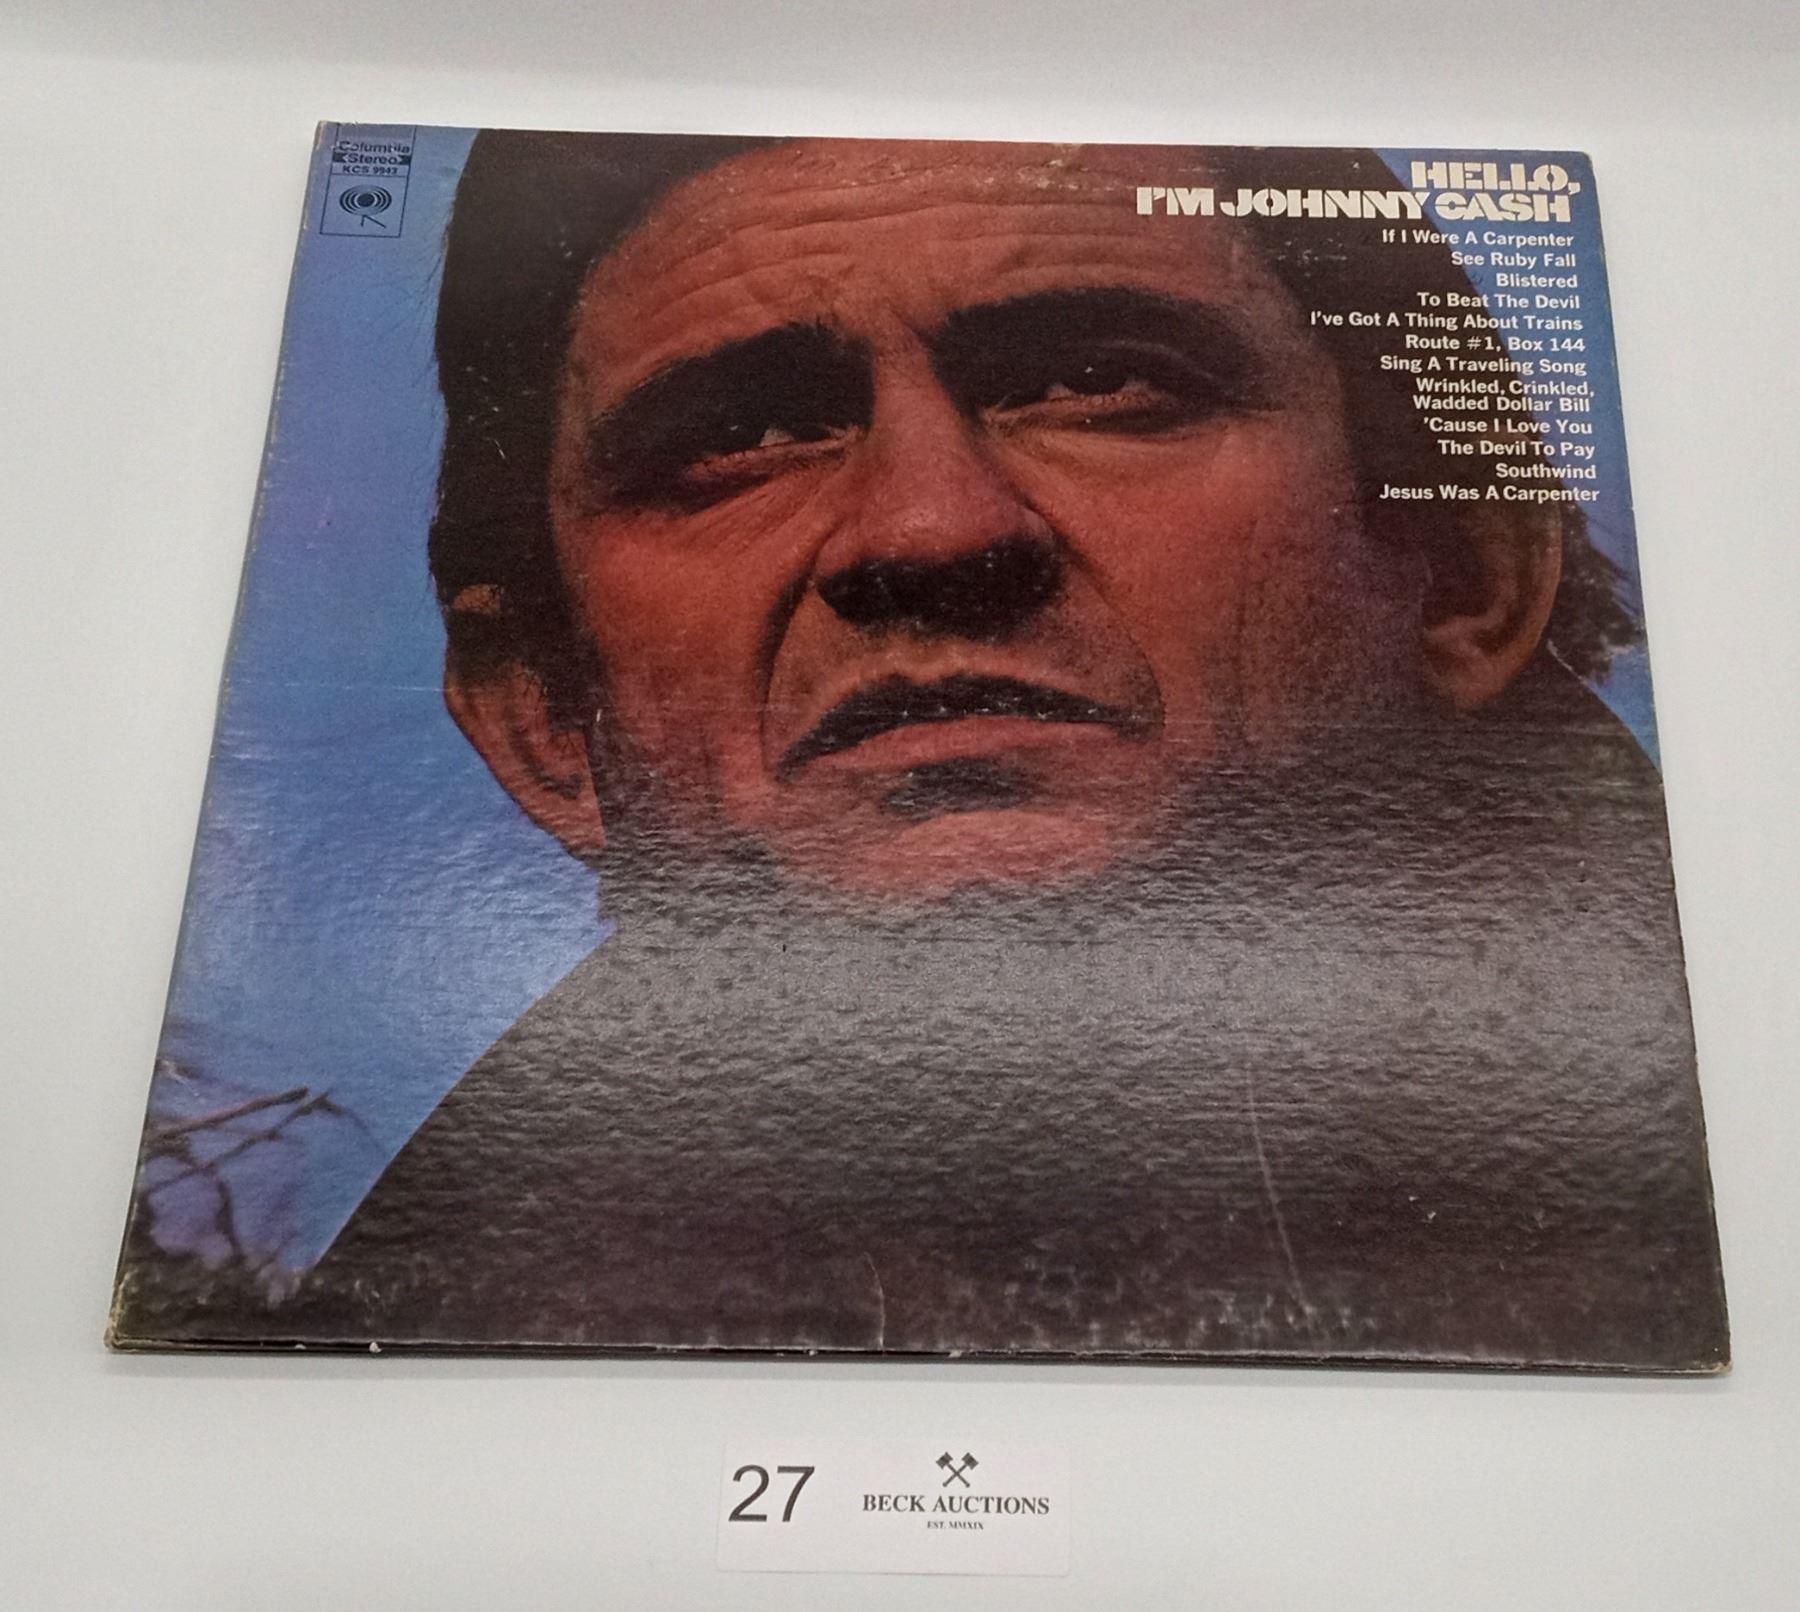 Columbia
Stereo
KCS 9943
HELLO,
I'M JOHNNY CASH
If I Were A Carpenter
See Ruby Fall
Blistered
To Beat The Devil
I've Got A Thing About Trains
Route #1, Box 144
Sing A Traveling Song
Wrinkled, Crinkled,
Wadded Dollar Bill
'Cause I Love You
The Devil To Pay
Southwind
Jesus Was A Carpenter
27
BECK AUCTIONS
EST. MMXIX